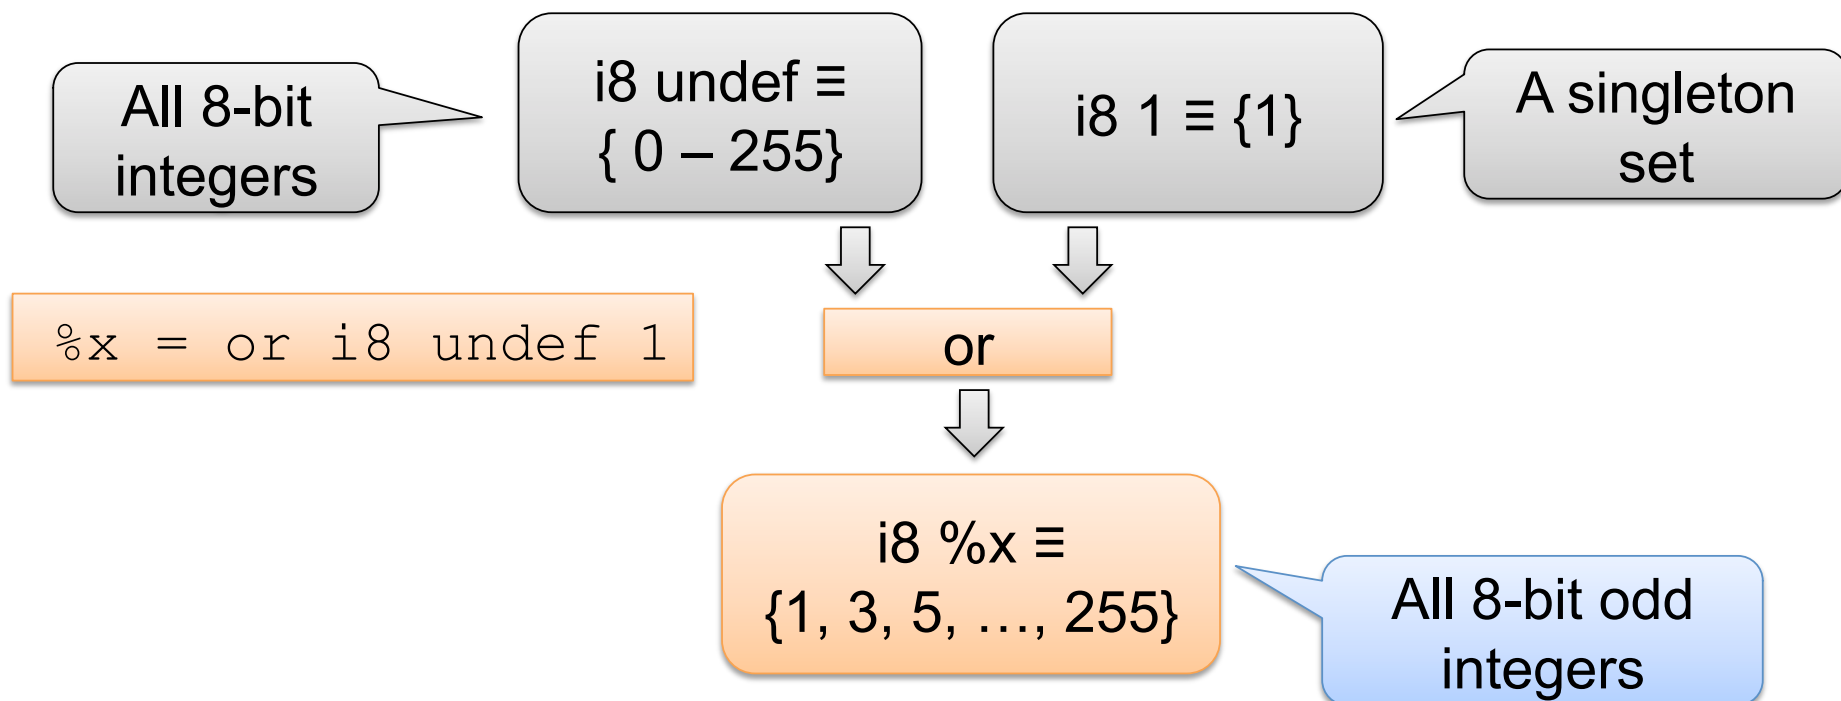 All 8-bit
integers
i8 undef ≡
{ 0 – 255}
i8 1 ≡ {1}
A singleton
set
%x = or i8 undef 1
or
i8 %x ≡
{1, 3, 5, …, 255}
All 8-bit odd
integers